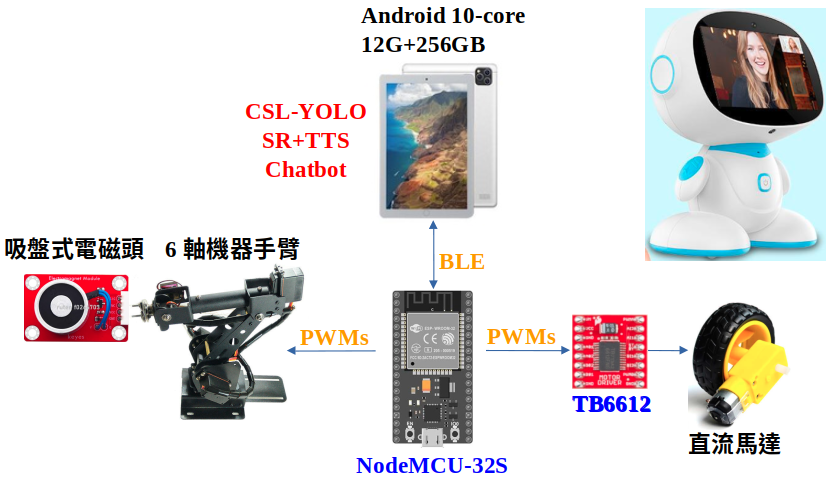 Android 10-core
12G+256GB
CSL-YOLO
SR+TTS
Chatbot
吸盤式電磁頭
6 軸機器手臂
BLE
Electromagnet Module
PWMs
PWMs
MOTOR
DRIVER
TB6612
直流馬達
NodeMCU-32S